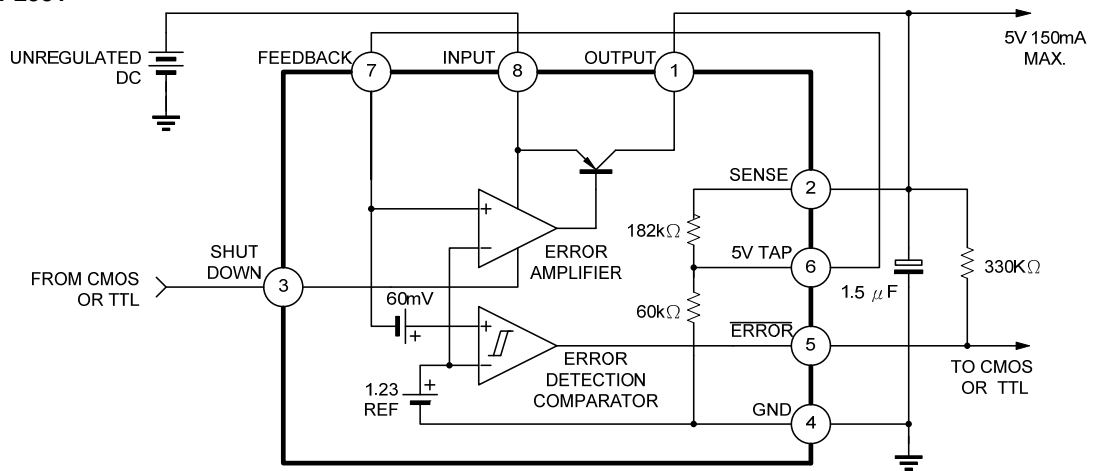 UNREGULATED
DC
FEEDBACK
7
INPUT
8
OUTPUT
1
5V 150mA
MAX.
SENSE
2
182kΩ
5V TAP
6
60kΩ
330KΩ
1.5 μF
ERROR
5
TO CMOS
OR TTL
GND
4
+
−
ERROR
AMPLIFIER
SHUT
DOWN
3
FROM CMOS
OR TTL
60mV
+
+
−
ERROR
DETECTION
COMPARATOR
1.23
REF
+